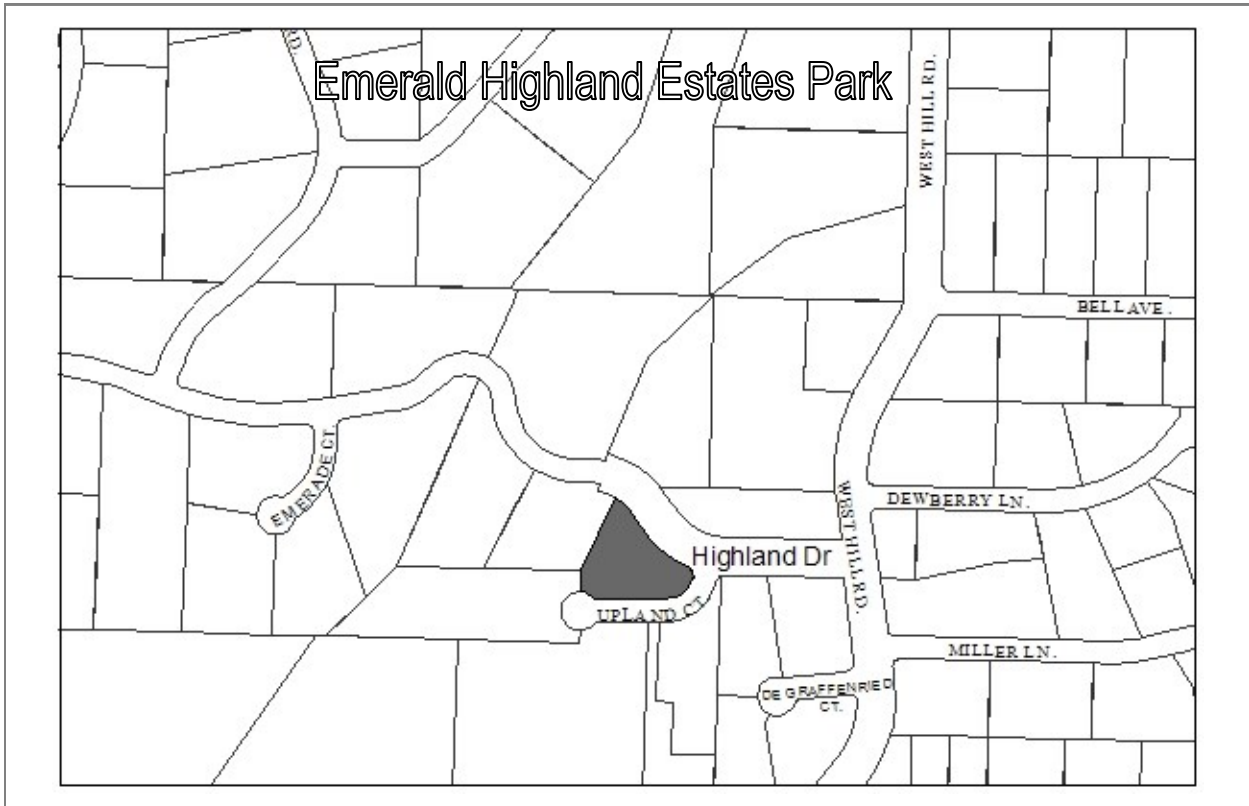 RD.
Emerald Highland Estates Park
WEST HILL RD.
BELL AVE.
EMERADE CT.
WEST HILL RD.
DEWBERRY LN.
Highland Dr
UPLAND CT.
MILLER LN.
DE GRAFFENRIED
CT.